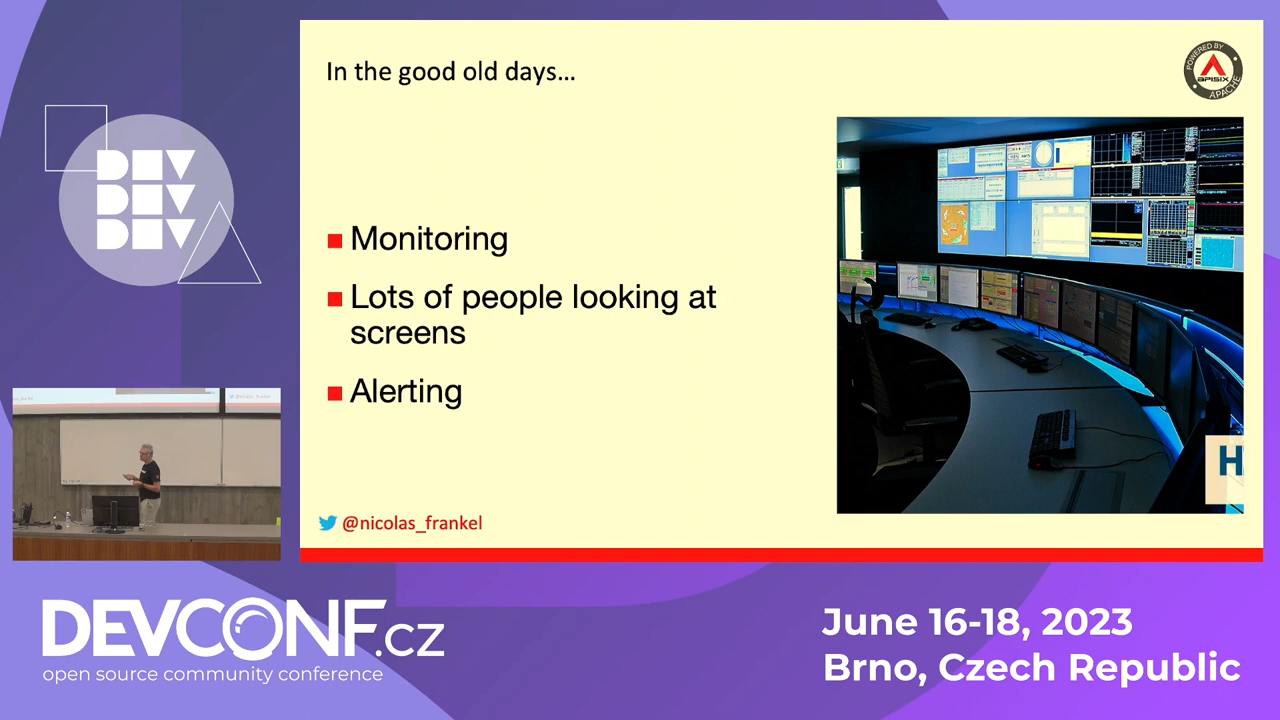 In the good old days...
POWERED BY
APISIX
APACHE
DEV
DEV
DEV
Monitoring
Lots of people looking at
screens
Alerting
H
@nicolas_frankel
DEVCONF.CZ
open source community conference
June 16-18, 2023
Brno, Czech Republic